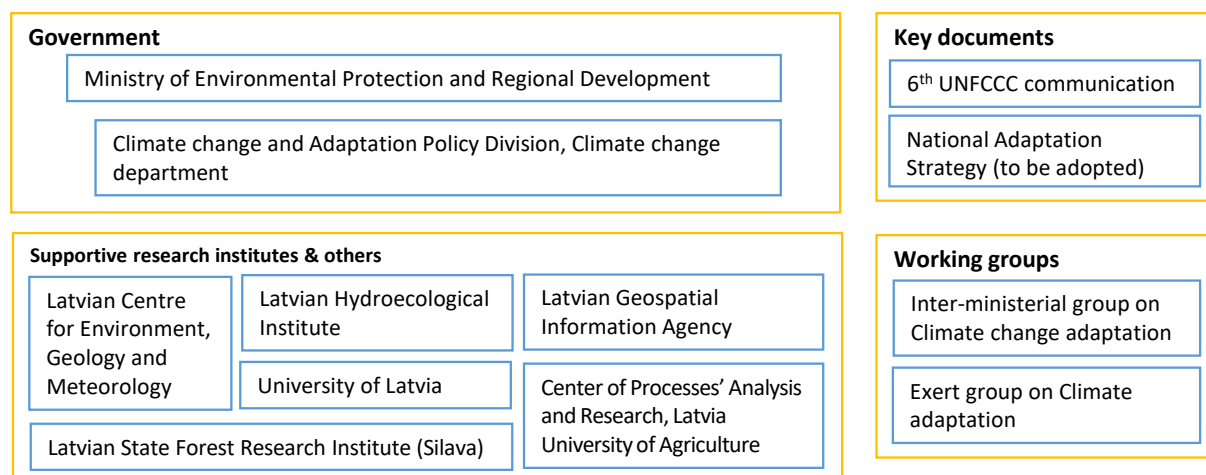 Government
Ministry of Environmental Protection and Regional Development
Climate change and Adaptation Policy Division, Climate change
department
Key documents
6th UNFCCC communication
National Adaptation
Strategy (to be adopted)
Supportive research institutes & others
Latvian Centre
for Environment,
Geology and
Meteorology
Latvian Hydroecological
Institute
Latvian Geospatial
Information Agency
University of Latvia
Center of Processes’ Analysis
and Research, Latvia
University of Agriculture
Latvian State Forest Research Institute (Silava)
Working groups
Inter-ministerial group on
Climate change adaptation
Exert group on Climate
adaptation